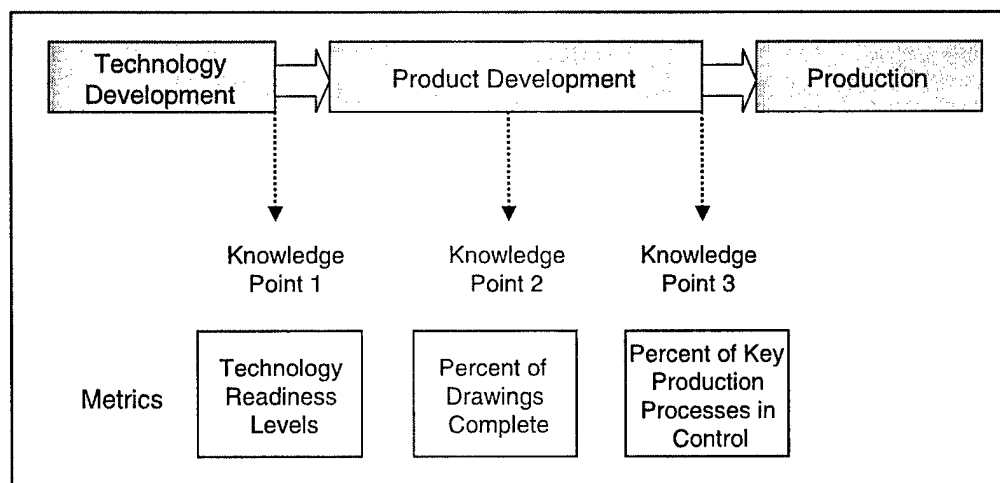 Technology
Development
Product Development
Production
Knowledge
Point 1
Knowledge
Point 2
Knowledge
Point 3
Metrics
Technology
Readiness
Levels
Percent of
Drawings
Complete
Percent of Key
Production
Processes in
Control